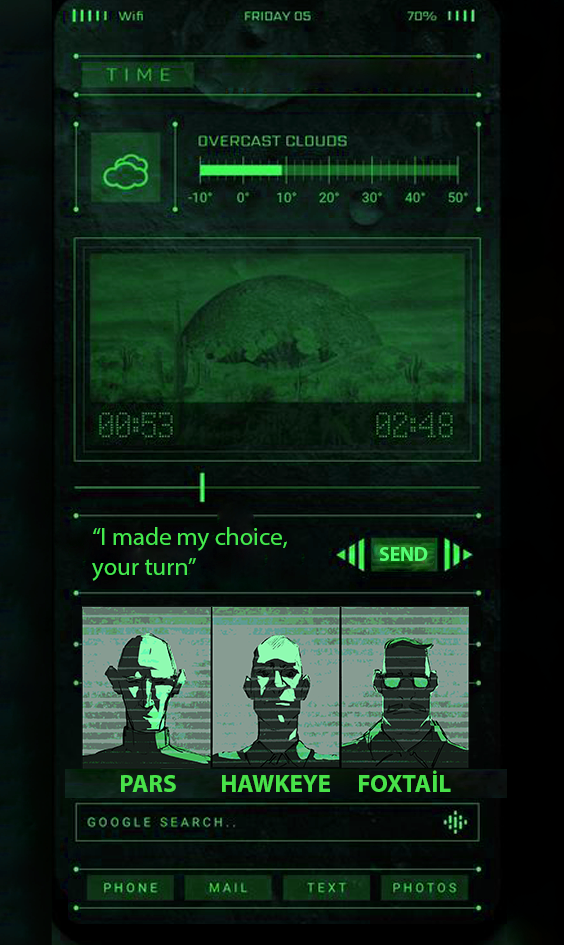 Wifi
FRIDAY 05
70%
TIME
OVERCAST CLOUDS
-10° 0° 10° 20° 30° 40° 50°
00:53
02:48
“I made my choice,
your turn”
SEND
PARS HAWKEYE FOXTAİL
GOOGLE SEARCH..
PHONE MAIL TEXT PHOTOS